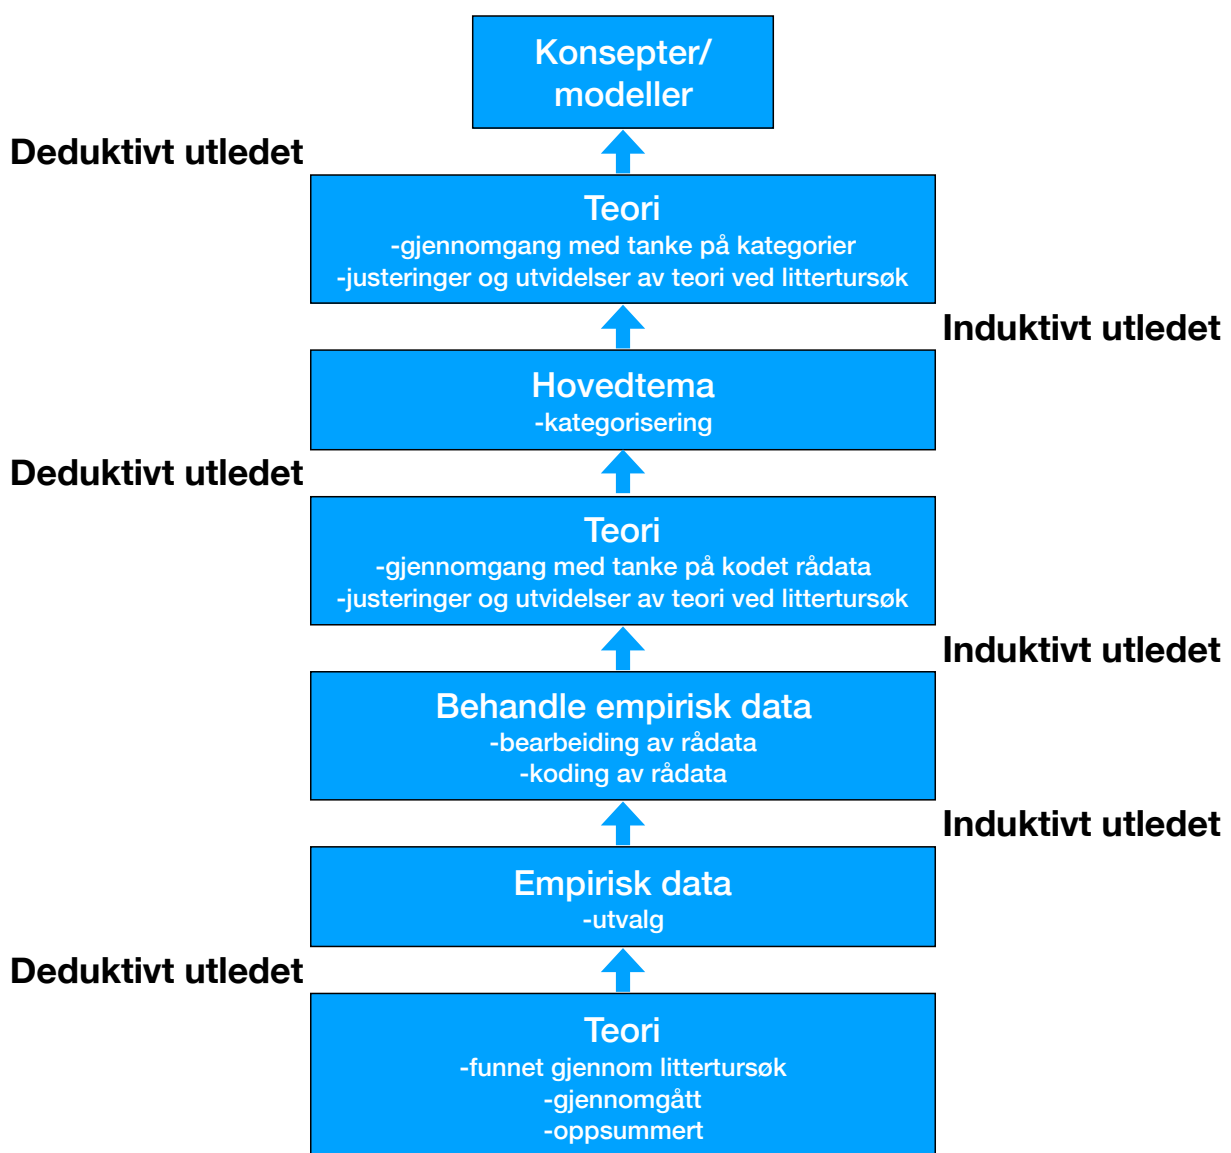 Konsepter/
modeller
Deduktivt utledet
Teori
-gjennomgang med tanke på kategorier
-justeringer og utvidelser av teori ved littertursøk
Induktivt utledet
Hovedtema
-kategorisering
Deduktivt utledet
Teori
-gjennomgang med tanke på kodet rådata
-justeringer og utvidelser av teori ved littertursøk
Induktivt utledet
Behandle empirisk data
-bearbeiding av rådata
-koding av rådata
Induktivt utledet
Empirisk data
-utvalg
Deduktivt utledet
Teori
-funnet gjennom littertursøk
-gjennomgått
-oppsummert